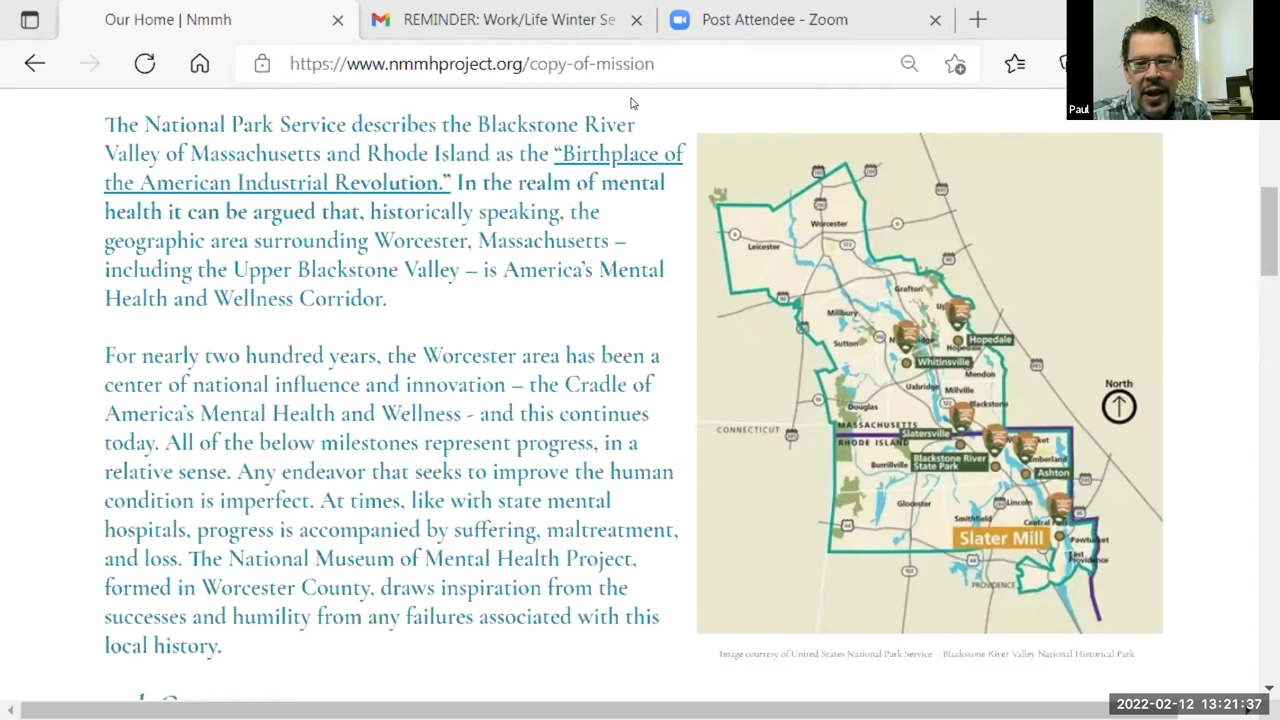 Our Home | Nmmh
REMINDER: Work/Life Winter Se
Post Attendee - Zoom
https://www.nmmhproject.org/copy-of-mission
Paul
The National Park Service describes the Blackstone River
Valley of Massachusetts and Rhode Island as the “Birthplace of
the American Industrial Revolution.” In the realm of mental
health it can be argued that, historically speaking, the
geographic area surrounding Worcester, Massachusetts –
including the Upper Blackstone Valley – is America’s Mental
Health and Wellness Corridor.
For nearly two hundred years, the Worcester area has been a
center of national influence and innovation – the Cradle of
America’s Mental Health and Wellness - and this continues
today. All of the below milestones represent progress, in a
relative sense. Any endeavor that seeks to improve the human
condition is imperfect. At times, like with state mental
hospitals, progress is accompanied by suffering, maltreatment,
and loss. The National Museum of Mental Health Project,
formed in Worcester County, draws inspiration from the
successes and humility from any failures associated with this
local history.
Worcester
Leicester
122
Grafton
Millbury
Sutton
Hopedale
Whitinsville
Mendon
Uxbridge
Millville
Blackstone
Douglas
MASSACHUSETTS
RHODE ISLAND
CONNECTICUT
North
Slatersville
Blackstone River
State Park
Ashton
Burrillville
Glocester
Lincoln
Smithfield
Central Falls
Slater Mill
Pawtucket
East
Providence
PROVIDENCE
Image courtesy of United States National Park Service - Blackstone River Valley National Historical Park
2022-02-12 13:21:37